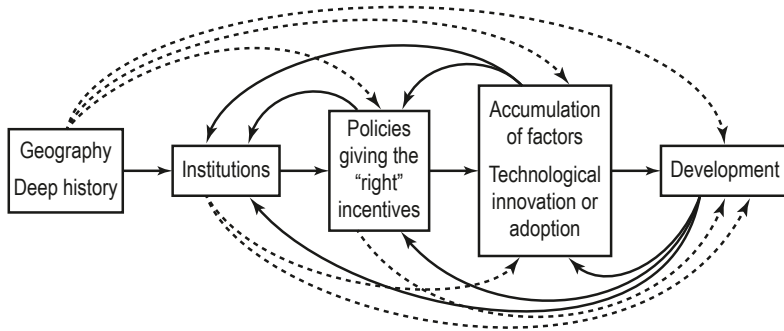 Geography
Deep history
Institutions
Policies
giving the
“right”
incentives
Accumulation
of factors
Technological
innovation or
adoption
Development